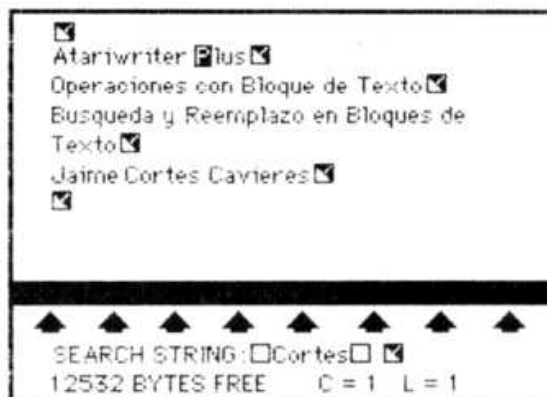 Atariwriter Plus
Operaciones con Bloque de Texto
Busqueda y Reemplazo en Bloques de
Texto
Jaime Cortes Cavieres
SEARCH STRING:□Cortes□
12532 BYTES FREE C = 1 L = 1